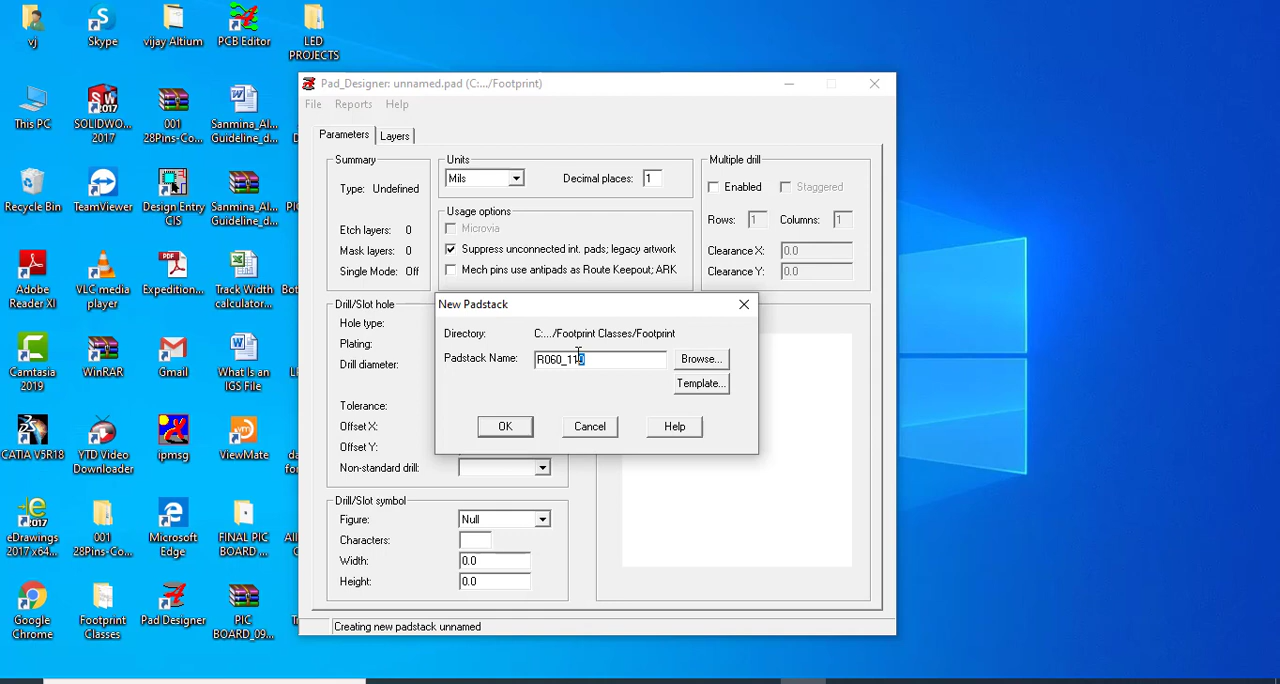 vj
Skype
vijay Altium
PCB Editor
LED
PROJECTS
This PC
SOLIDWO...
2017
001
28Pins-Co...
Sanmina_Al...
Guideline_d...
Recycle Bin
TeamViewer
Design Entry
CIS
Sanmina_Al...
Guideline_d...
Adobe
Reader XI
VLC media
player
Expedition...
Track Width
calculator...
Camtasia
2019
WinRAR
Gmail
What Is an
IGS File
CATIA V5R18
YTD Video
Downloader
ipmsg
ViewMate
eDrawings
2017 x64...
001
28Pins-Co...
Microsoft
Edge
FINAL PIC
BOARD ...
Google
Chrome
Footprint
Classes
Pad Designer
PIC
BOARD_09...
Pad_Designer: unnamed.pad (C:.../Footprint)
File Reports Help
Parameters Layers
Summary
Type: Undefined
Etch layers: 0
Mask layers: 0
Single Mode: Off
Units
Mils
Decimal places: 1
Usage options
Microvia
Suppress unconnected int. pads; legacy artwork
Mech pins use antipads as Route Keepout; ARK
Multiple drill
Enabled Staggered
Rows: 1 Columns: 1
Clearance X: 0.0
Clearance Y: 0.0
Drill/Slot hole
Hole type:
Plating:
Drill diameter:
Tolerance:
Offset X:
Offset Y:
Non-standard drill:
New Padstack
Directory: C:.../Footprint Classes/Footprint
Padstack Name: R060_110 Browse...
Template...
OK Cancel Help
Drill/Slot symbol
Figure: Null
Characters:
Width: 0.0
Height: 0.0
Creating new padstack unnamed